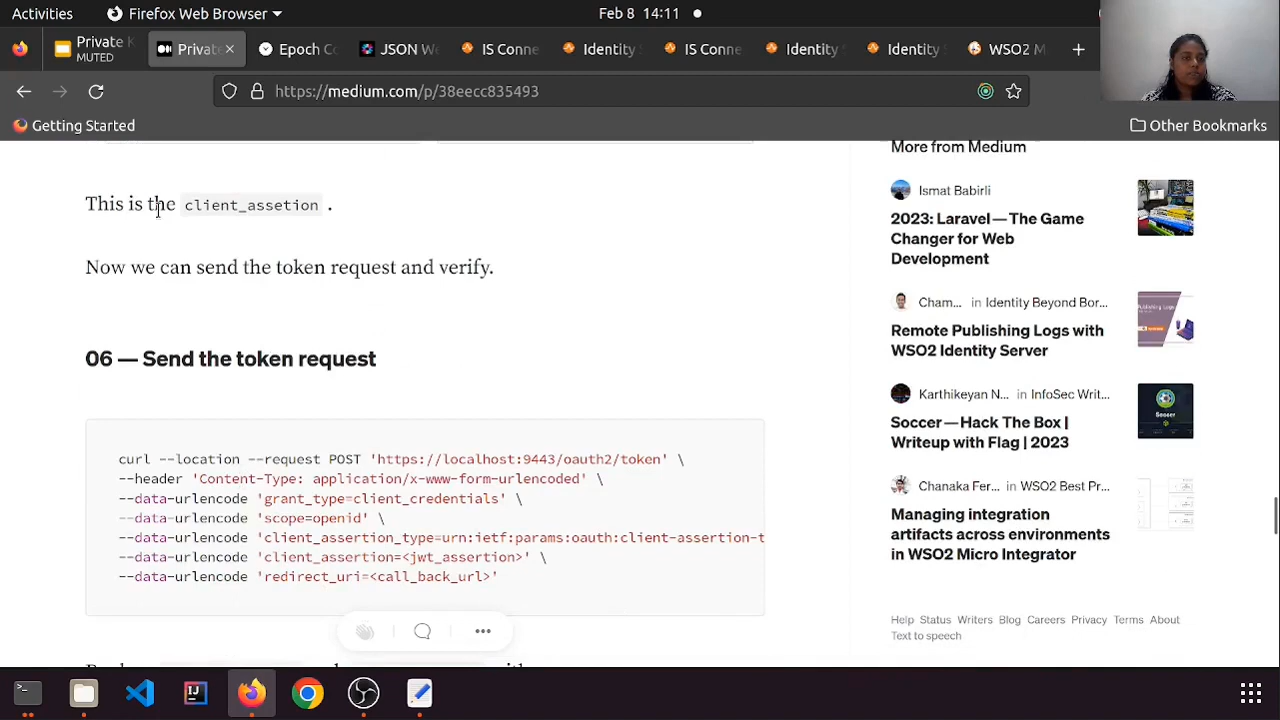 Activities
Firefox Web Browser
Feb 8 14:11
Private K
MUTED
Private
Epoch Co
JSON We
IS Conne
Identity
IS Conne
Identity
Identity
WSO2 M
https://medium.com/p/38eecc835493
Getting Started
Other Bookmarks
This is the client_assetion .
Now we can send the token request and verify.
06 — Send the token request
curl --location --request POST 'https://localhost:9443/oauth2/token' \
--header 'Content-Type: application/x-www-form-urlencoded' \
--data-urlencode 'grant_type=client_credentials' \
--data-urlencode 'scope=openid' \
--data-urlencode 'client_assertion_type=urn:ietf:params:oauth:client-assertion-t
--data-urlencode 'client_assertion=<jwt_assertion>' \
--data-urlencode 'redirect_uri=<call_back_url>'
More from Medium
Ismat Babirli
2023: Laravel — The Game
Changer for Web
Development
Cham... in Identity Beyond Bor...
Remote Publishing Logs with
WSO2 Identity Server
Karthikeyan N... in InfoSec Writ...
Soccer — Hack The Box |
Writeup with Flag | 2023
Chanaka Fer... in WSO2 Best Pr...
Managing integration
artifacts across environments
in WSO2 Micro Integrator
Help Status Writers Blog Careers Privacy Terms About
Text to speech